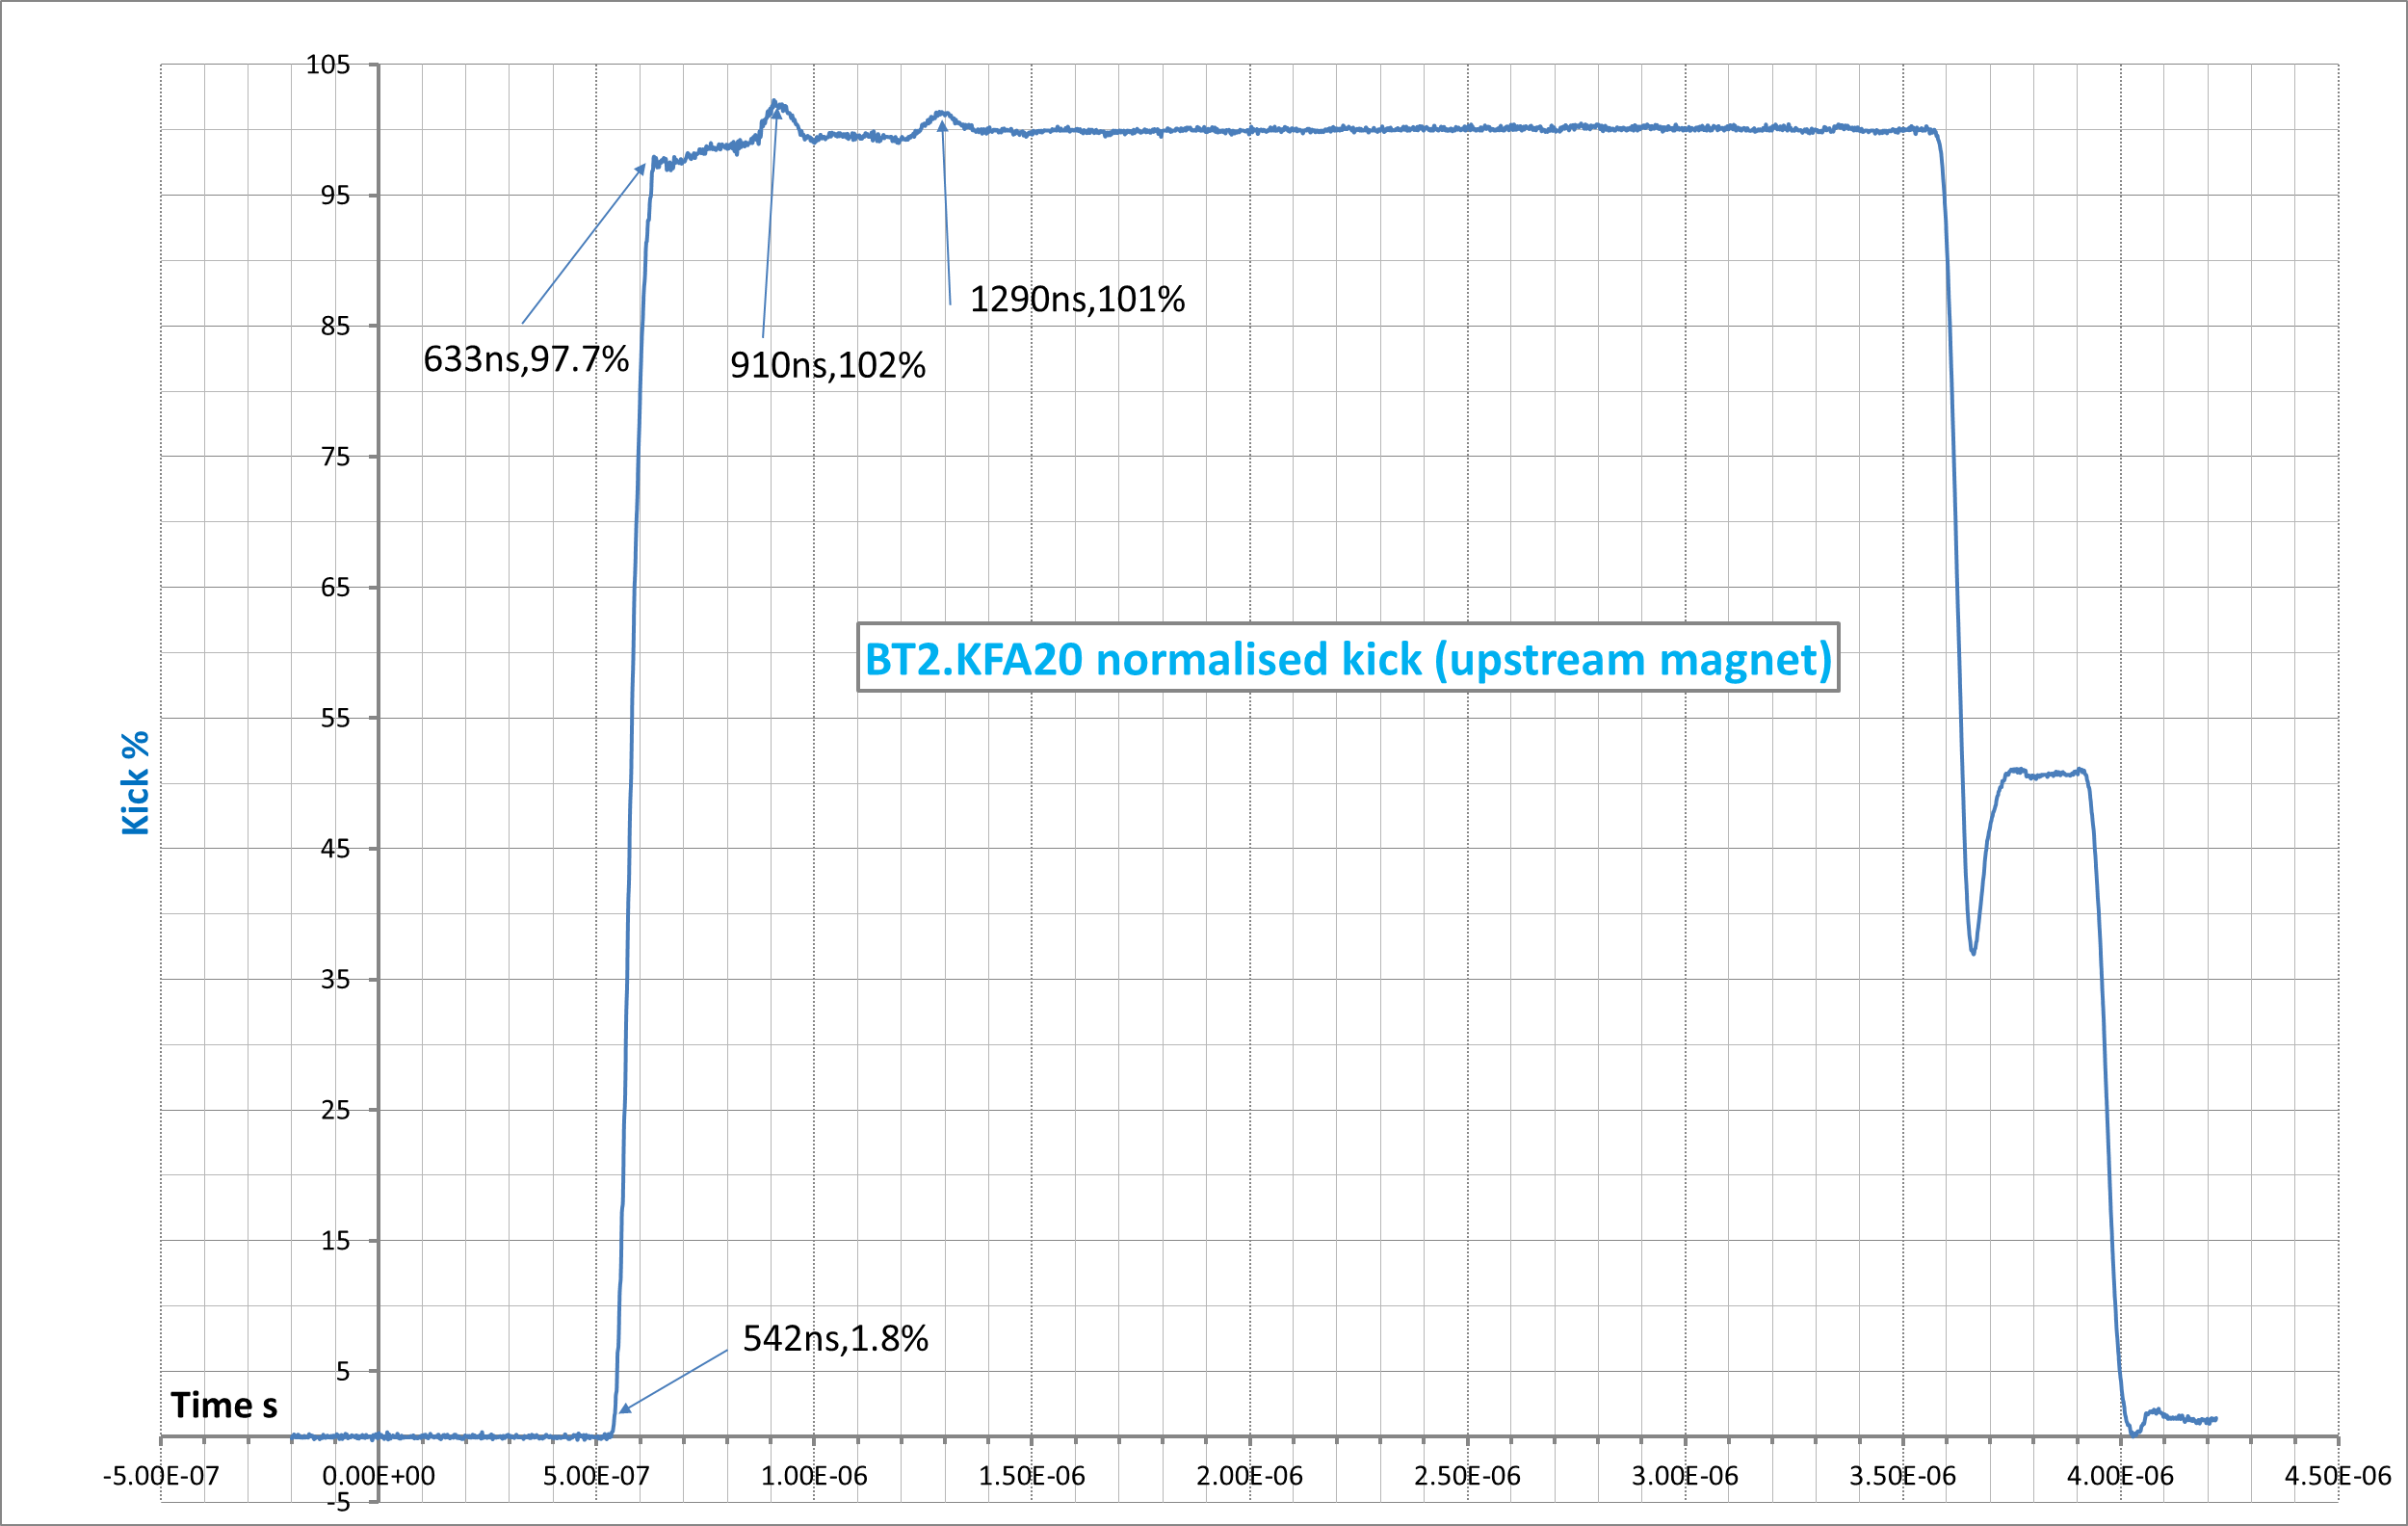 105
95
85
75
65
55
45
35
25
15
5
-5
633ns,97.7%
910ns,102%
1290ns,101%
BT2.KFA20 normalised kick (upstream magnet)
Kick %
542ns,1.8%
Time s
-5.00E-07 0.00E+00 5.00E-07 1.00E-06 1.50E-06 2.00E-06 2.50E-06 3.00E-06 3.50E-06 4.00E-06 4.50E-06